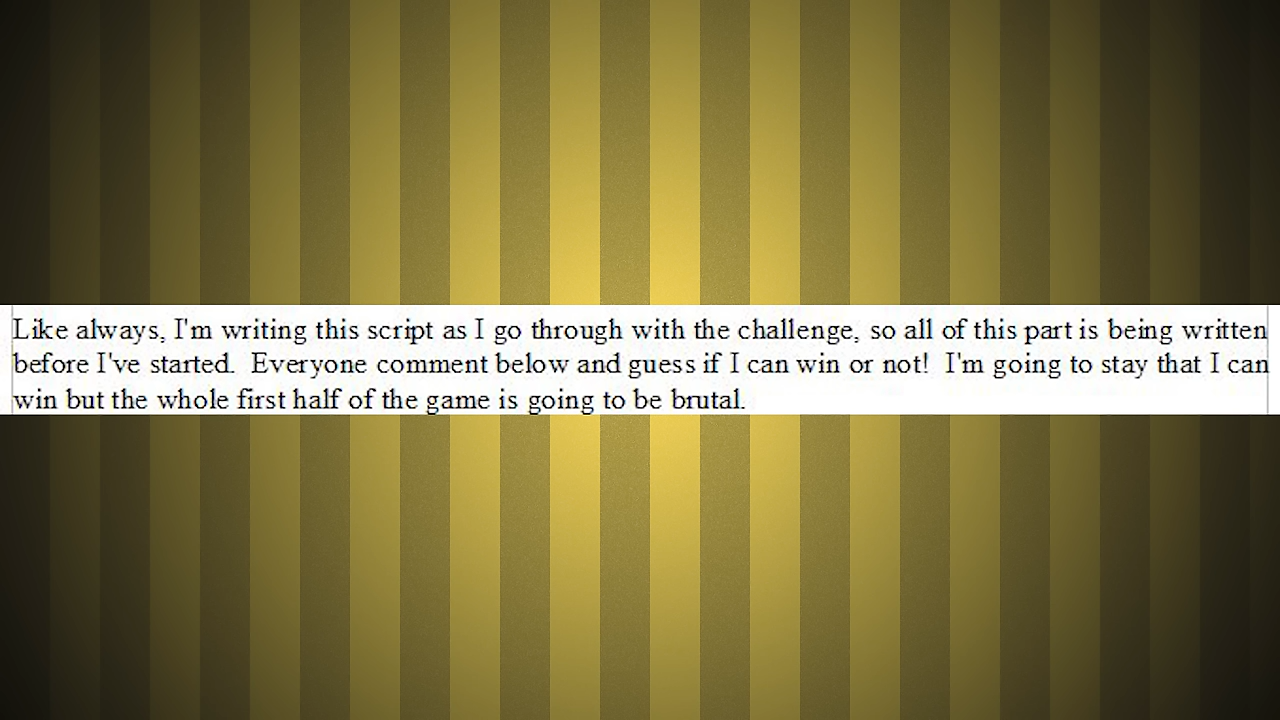 Like always, I'm writing this script as I go through with the challenge, so all of this part is being written
before I've started.  Everyone comment below and guess if I can win or not!  I'm going to stay that I can
win but the whole first half of the game is going to be brutal.